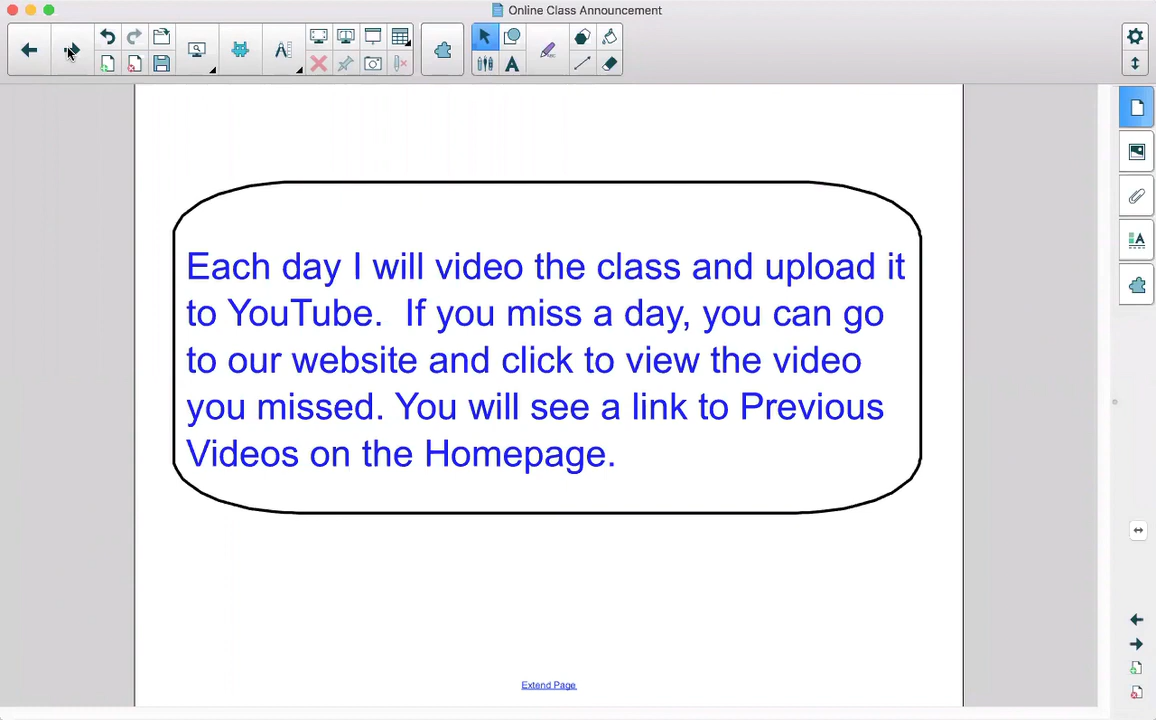 Online Class Announcement
Each day I will video the class and upload it
to YouTube.  If you miss a day, you can go
to our website and click to view the video
you missed. You will see a link to Previous
Videos on the Homepage.
Extend Page